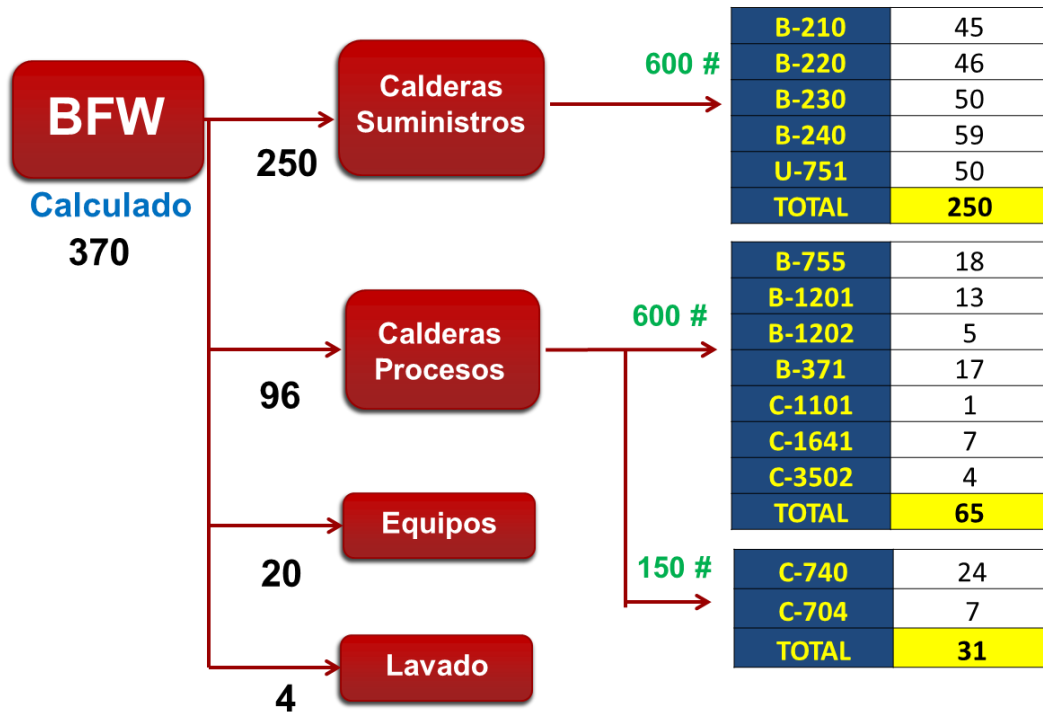 BFW
Calculado
370
250
Calderas
Suministros
600 #
B-210 45
B-220 46
B-230 50
B-240 59
U-751 50
TOTAL 250
96
Calderas
Procesos
600 #
B-755 18
B-1201 13
B-1202 5
B-371 17
C-1101 1
C-1641 7
C-3502 4
TOTAL 65
150 #
C-740 24
C-704 7
TOTAL 31
20
Equipos
4
Lavado